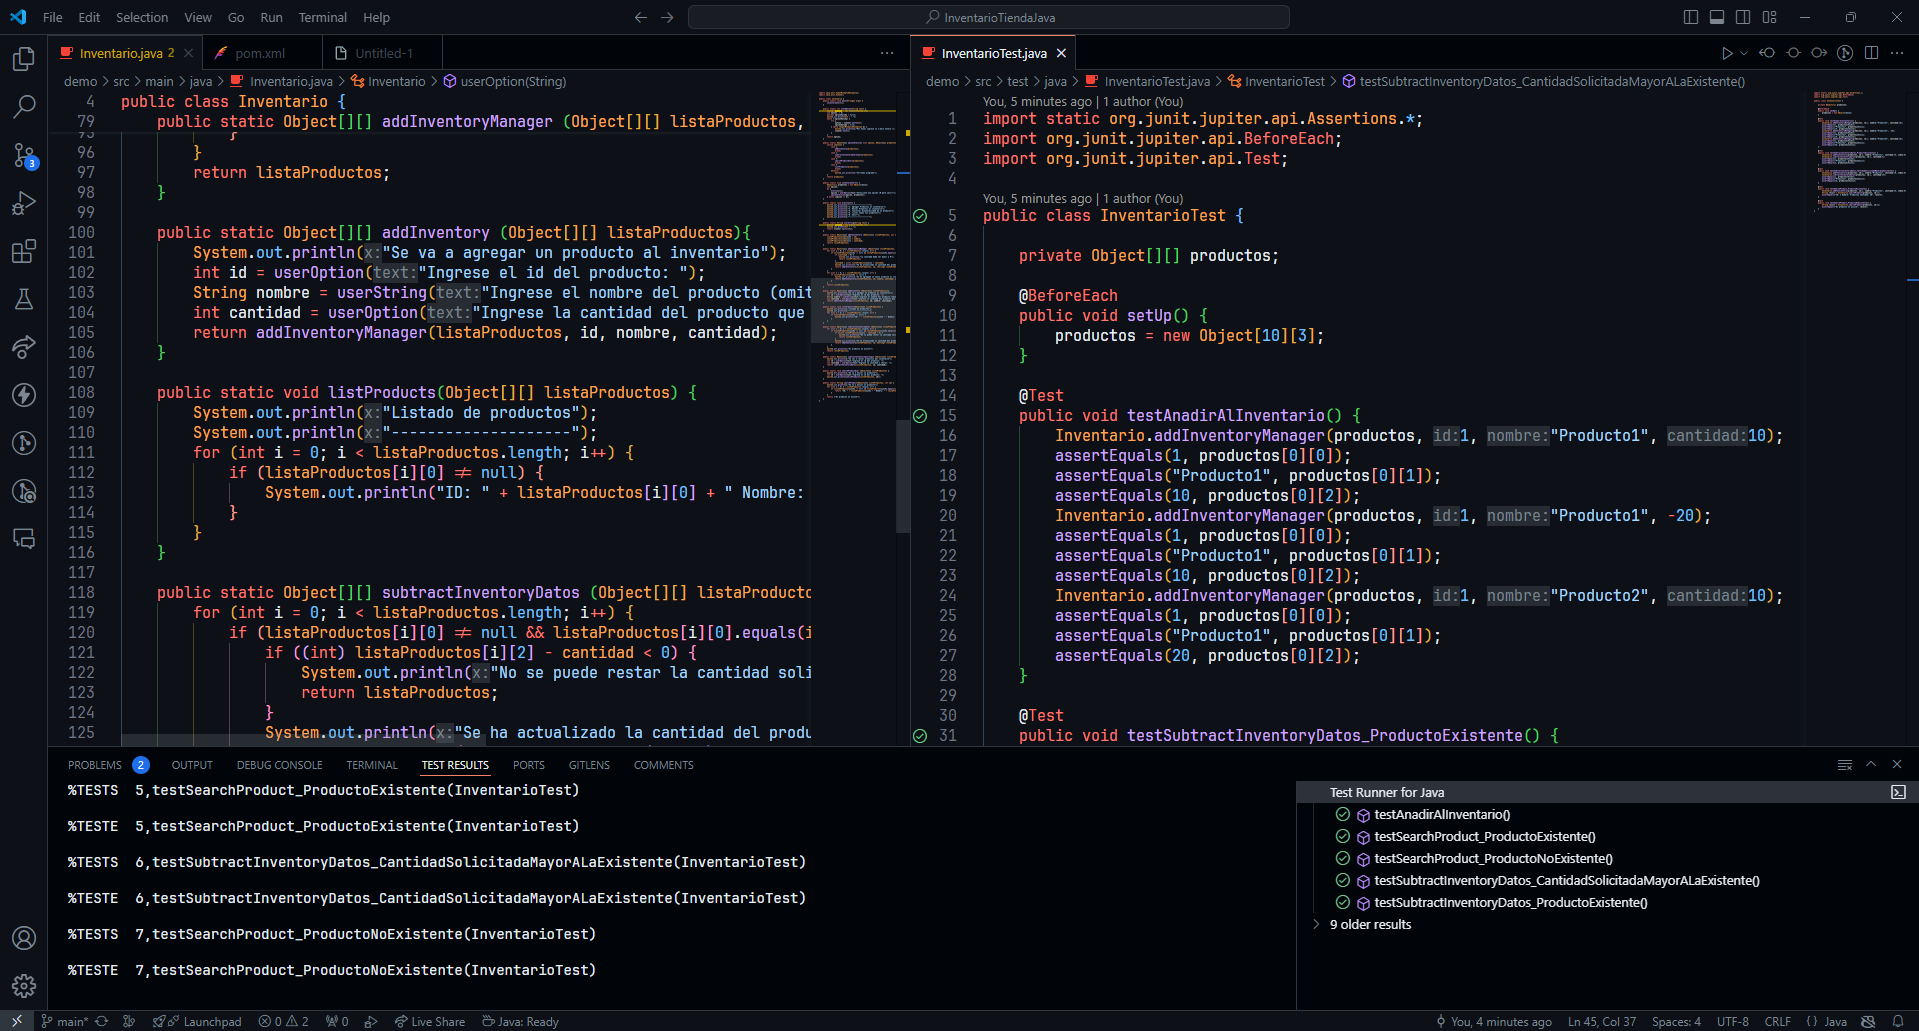 File Edit Selection View Go Run Terminal Help
InventarioTiendaJava
Inventario.java 2
pom.xml
Untitled-1
demo > src > main > java > Inventario.java > Inventario > userOption(String)
4 public class Inventario {
79 public static Object[][] addInventoryManager (Object[][] listaProductos,
95 }
96 }
97 return listaProductos;
98 }
99
100 public static Object[][] addInventory (Object[][] listaProductos){
101 System.out.println(x:"Se va a agregar un producto al inventario");
102 int id = userOption(text:"Ingrese el id del producto: ");
103 String nombre = userString(text:"Ingrese el nombre del producto (omit
104 int cantidad = userOption(text:"Ingrese la cantidad del producto que
105 return addInventoryManager(listaProductos, id, nombre, cantidad);
106 }
107
108 public static void listProducts(Object[][] listaProductos) {
109 System.out.println(x:"Listado de productos");
110 System.out.println(x:"--------------------");
111 for (int i = 0; i < listaProductos.length; i++) {
112 if (listaProductos[i][0] != null) {
113 System.out.println("ID: " + listaProductos[i][0] + " Nombre:
114 }
115 }
116 }
117
118 public static Object[][] subtractInventoryDatos (Object[][] listaProducto
119 for (int i = 0; i < listaProductos.length; i++) {
120 if (listaProductos[i][0] != null && listaProductos[i][0].equals(i
121 if ((int) listaProductos[i][2] - cantidad < 0) {
122 System.out.println(x:"No se puede restar la cantidad soli
123 return listaProductos;
124 }
125 System.out.println(x:"Se ha actualizado la cantidad del produ
InventarioTest.java
demo > src > test > java > InventarioTest.java > InventarioTest > testSubtractInventoryDatos_CantidadSolicitadaMayorALaExistente()
You, 5 minutes ago | 1 author (You)
1 import static org.junit.jupiter.api.Assertions.*;
2 import org.junit.jupiter.api.BeforeEach;
3 import org.junit.jupiter.api.Test;
4
You, 5 minutes ago | 1 author (You)
5 public class InventarioTest {
6
7 private Object[][] productos;
8
9 @BeforeEach
10 public void setUp() {
11 productos = new Object[10][3];
12 }
13
14 @Test
15 public void testAnadirAlInventario() {
16 Inventario.addInventoryManager(productos, id:1, nombre:"Producto1", cantidad:10);
17 assertEquals(1, productos[0][0]);
18 assertEquals("Producto1", productos[0][1]);
19 assertEquals(10, productos[0][2]);
20 Inventario.addInventoryManager(productos, id:1, nombre:"Producto1", -20);
21 assertEquals(1, productos[0][0]);
22 assertEquals("Producto1", productos[0][1]);
23 assertEquals(10, productos[0][2]);
24 Inventario.addInventoryManager(productos, id:1, nombre:"Producto2", cantidad:10);
25 assertEquals(1, productos[0][0]);
26 assertEquals("Producto1", productos[0][1]);
27 assertEquals(20, productos[0][2]);
28 }
29
30 @Test
31 public void testSubtractInventoryDatos_ProductoExistente() {
3
PROBLEMS 2 OUTPUT DEBUG CONSOLE TERMINAL TEST RESULTS PORTS GITLENS COMMENTS
%TESTS 5,testSearchProduct_ProductoExistente(InventarioTest)
%TESTE 5,testSearchProduct_ProductoExistente(InventarioTest)
%TESTS 6,testSubtractInventoryDatos_CantidadSolicitadaMayorALaExistente(InventarioTest)
%TESTE 6,testSubtractInventoryDatos_CantidadSolicitadaMayorALaExistente(InventarioTest)
%TESTS 7,testSearchProduct_ProductoNoExistente(InventarioTest)
%TESTE 7,testSearchProduct_ProductoNoExistente(InventarioTest)
Test Runner for Java
testAnadirAlInventario()
testSearchProduct_ProductoExistente()
testSearchProduct_ProductoNoExistente()
testSubtractInventoryDatos_CantidadSolicitadaMayorALaExistente()
testSubtractInventoryDatos_ProductoExistente()
9 older results
main* Launchpad 0 2 0 Live Share Java: Ready
You, 4 minutes ago Ln 45, Col 37 Spaces: 4 UTF-8 CRLF {} Java